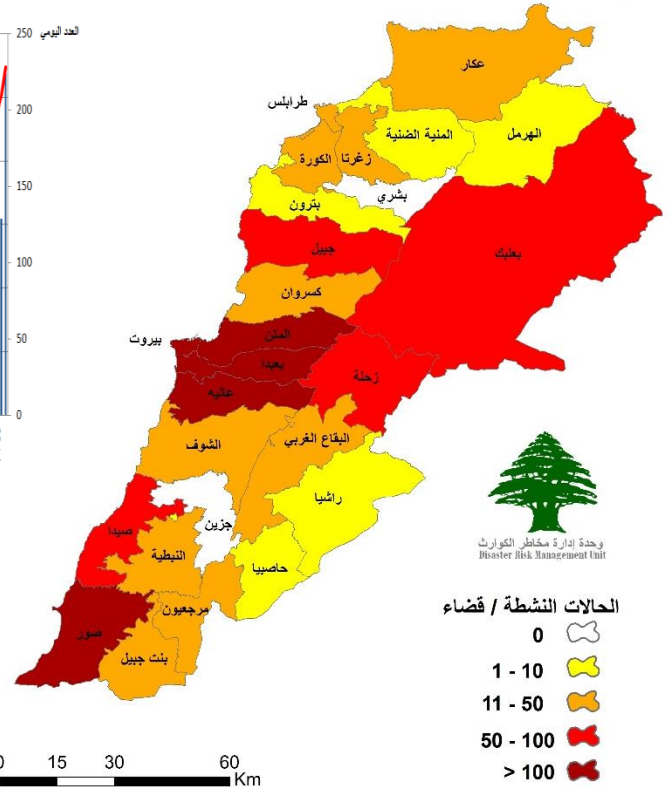 العدد اليومي
250
200
150
100
50
0
عكار
طرابلس
المنية الضنية
الهرمل
زغرتا
الكورة
بشري
بترون
جبيل
بعلبك
كسروان
المتن
بيروت
بعبدا
زحلة
عاليه
البقاع الغربي
الشوف
راشيا
جزين
صيدا
النبطية
حاصبيا
مرجعيون
صور
بنت جبيل
وحدة إدارة مخاطر الكوارث
Disaster Risk Management Unit
الحالات النشطة / قضاء
0
1 - 10
11 - 50
50 - 100
> 100
0 15 30 60
Km